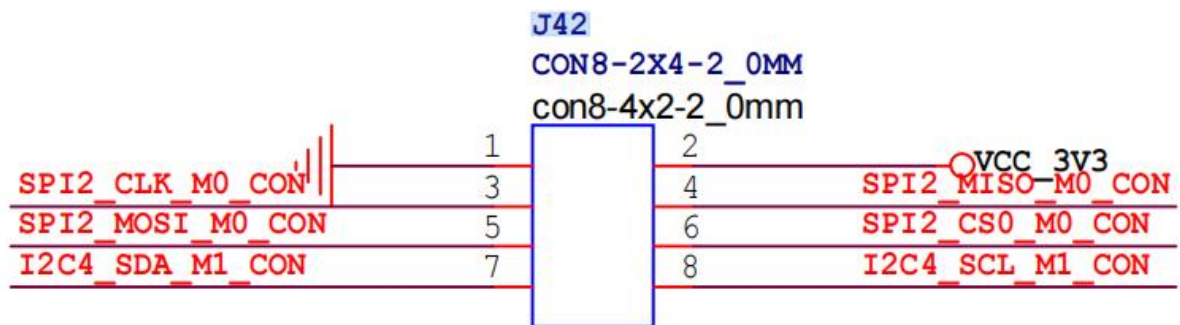 J42
CON8-2X4-2_0MM
con8-4x2-2_0mm
1 2 VCC_3V3
SPI2_CLK_M0_CON 3 4 SPI2_MISO_M0_CON
SPI2_MOSI_M0_CON 5 6 SPI2_CS0_M0_CON
I2C4_SDA_M1_CON 7 8 I2C4_SCL_M1_CON